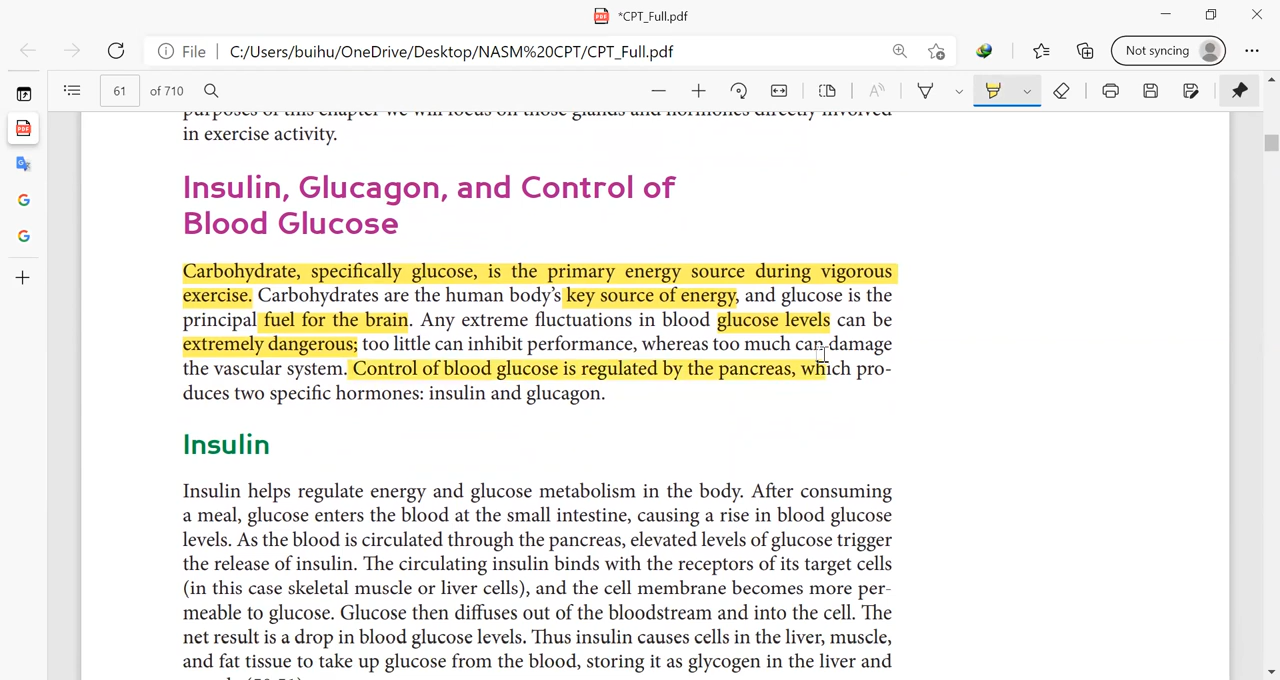 *CPT_Full.pdf
File | C:/Users/buihu/OneDrive/Desktop/NASM%20CPT/CPT_Full.pdf
Not syncing
61 of 710
in exercise activity.
Insulin, Glucagon, and Control of
Blood Glucose
Carbohydrate, specifically glucose, is the primary energy source during vigorous
exercise. Carbohydrates are the human body's key source of energy, and glucose is the
principal fuel for the brain. Any extreme fluctuations in blood glucose levels can be
extremely dangerous; too little can inhibit performance, whereas too much can damage
the vascular system. Control of blood glucose is regulated by the pancreas, which pro-
duces two specific hormones: insulin and glucagon.
Insulin
Insulin helps regulate energy and glucose metabolism in the body. After consuming
a meal, glucose enters the blood at the small intestine, causing a rise in blood glucose
levels. As the blood is circulated through the pancreas, elevated levels of glucose trigger
the release of insulin. The circulating insulin binds with the receptors of its target cells
(in this case skeletal muscle or liver cells), and the cell membrane becomes more per-
meable to glucose. Glucose then diffuses out of the bloodstream and into the cell. The
net result is a drop in blood glucose levels. Thus insulin causes cells in the liver, muscle,
and fat tissue to take up glucose from the blood, storing it as glycogen in the liver and